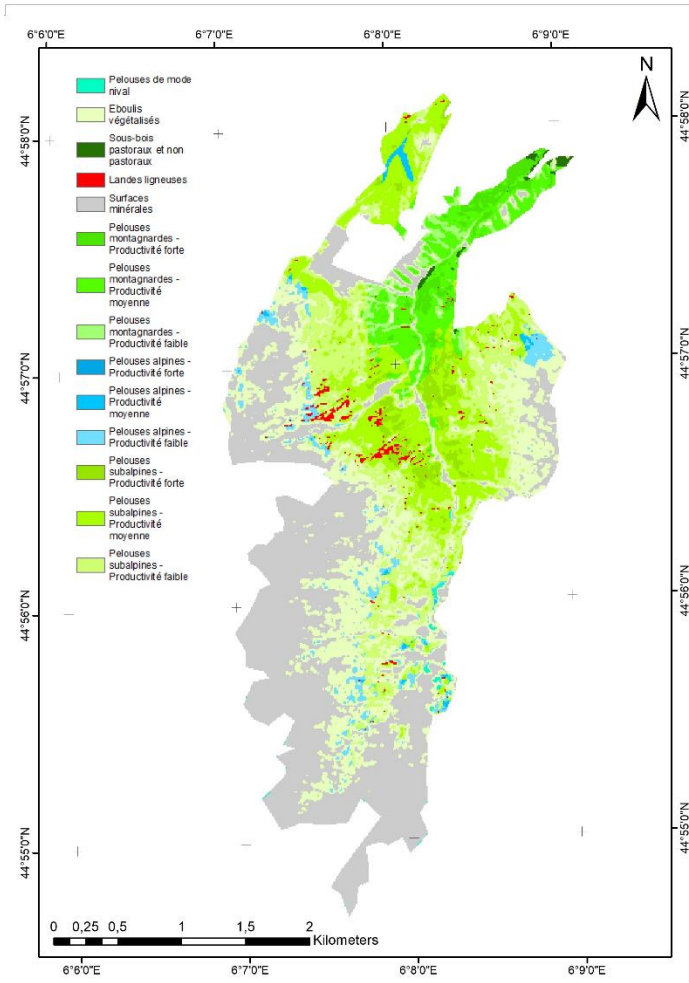 6°6'0"E 6°7'0"E 6°8'0"E 6°9'0"E
N
Pelouses de mode
nival
Eboulis
végétalisés
Sous-bois
pastoraux et non
pastoraux
Landes ligneuses
Surfaces
minérales
Pelouses
montagnardes -
Productivité forte
Pelouses
montagnardes -
Productivité
moyenne
Pelouses
montagnardes -
Productivité faible
Pelouses alpines -
Productivité forte
Pelouses alpines -
Productivité
moyenne
Pelouses alpines -
Productivité faible
Pelouses
subalpines -
Productivité forte
Pelouses
subalpines -
Productivité
moyenne
Pelouses
subalpines -
Productivité faible
44°58'0"N
44°57'0"N
44°56'0"N
44°55'0"N
44°58'0"N
44°57'0"N
44°56'0"N
44°55'0"N
0 0,25 0,5 1 1,5 2
Kilometers
6°6'0"E 6°7'0"E 6°8'0"E 6°9'0"E